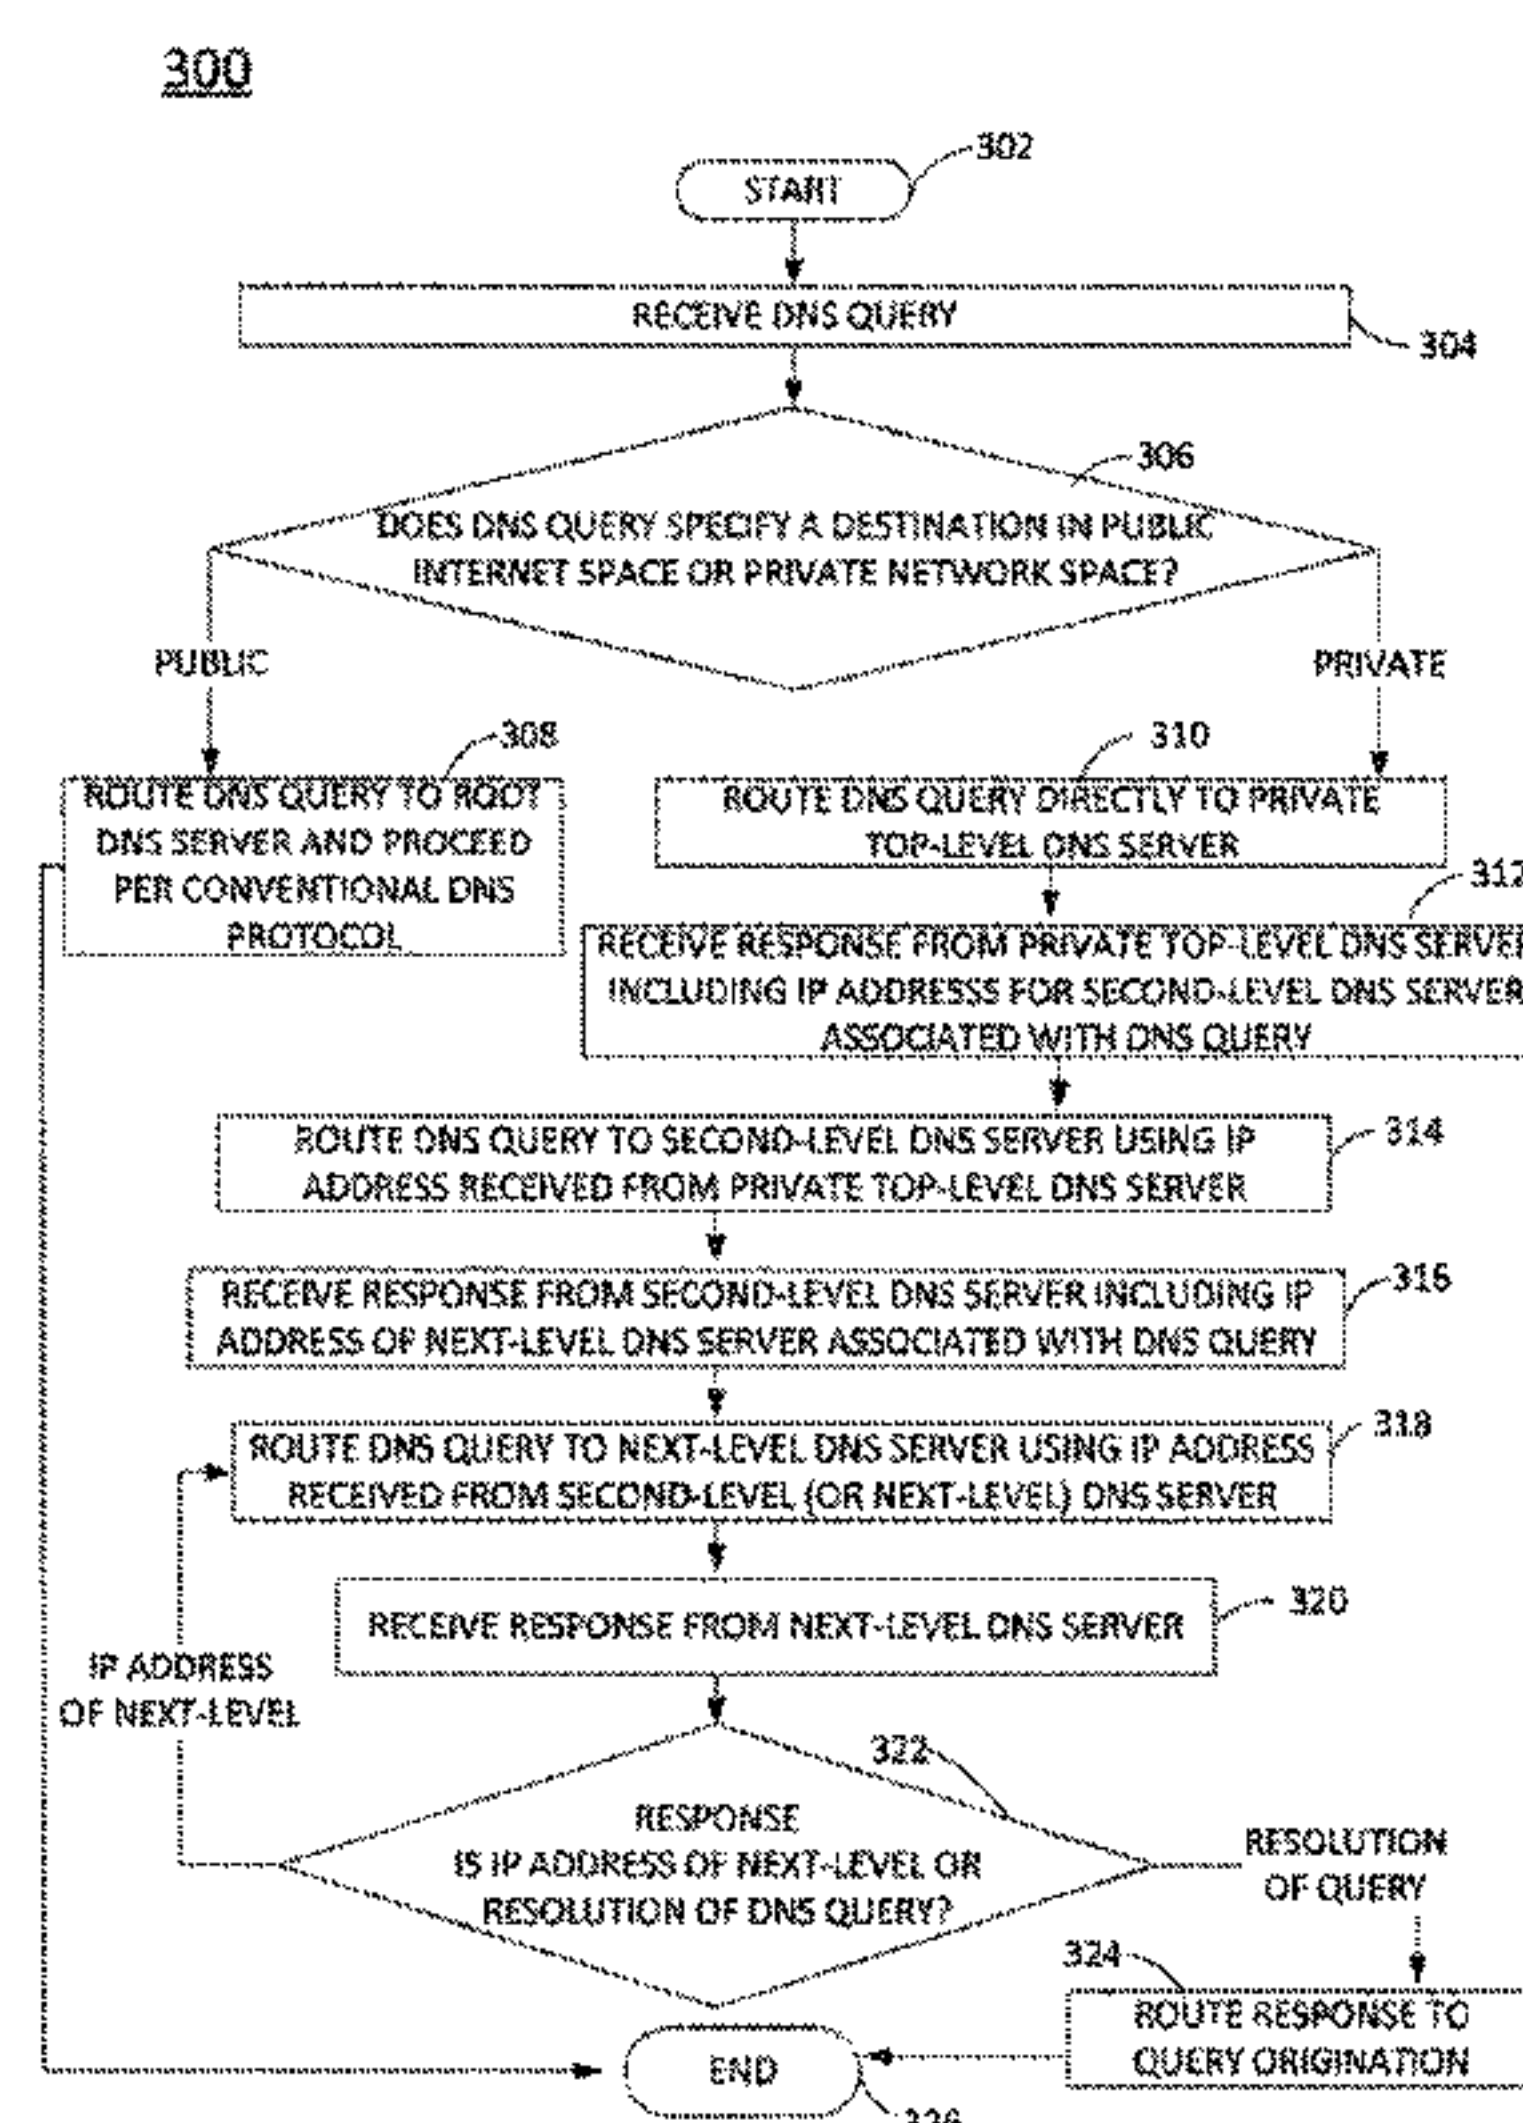 300
302
START
RECEIVE DNS QUERY
304
306
DOES DNS QUERY SPECIFY A DESTINATION IN PUBLIC
INTERNET SPACE OR PRIVATE NETWORK SPACE?
PUBLIC
PRIVATE
308
310
ROUTE DNS QUERY TO ROOT
DNS SERVER AND PROCEED
PER CONVENTIONAL DNS
PROTOCOL
ROUTE DNS QUERY DIRECTLY TO PRIVATE
TOP-LEVEL DNS SERVER
312
RECEIVE RESPONSE FROM PRIVATE TOP-LEVEL DNS SERVER
INCLUDING IP ADDRESSS FOR SECOND-LEVEL DNS SERVER
ASSOCIATED WITH DNS QUERY
314
ROUTE DNS QUERY TO SECOND-LEVEL DNS SERVER USING IP
ADDRESS RECEIVED FROM PRIVATE TOP-LEVEL DNS SERVER
316
RECEIVE RESPONSE FROM SECOND-LEVEL DNS SERVER INCLUDING IP
ADDRESS OF NEXT-LEVEL DNS SERVER ASSOCIATED WITH DNS QUERY
318
ROUTE DNS QUERY TO NEXT-LEVEL DNS SERVER USING IP ADDRESS
RECEIVED FROM SECOND-LEVEL (OR NEXT-LEVEL) DNS SERVER
320
RECEIVE RESPONSE FROM NEXT-LEVEL DNS SERVER
IP ADDRESS
OF NEXT-LEVEL
322
RESPONSE
IS IP ADDRESS OF NEXT-LEVEL OR
RESOLUTION OF DNS QUERY?
RESOLUTION
OF QUERY
324
ROUTE RESPONSE TO
QUERY ORIGINATION
END
326